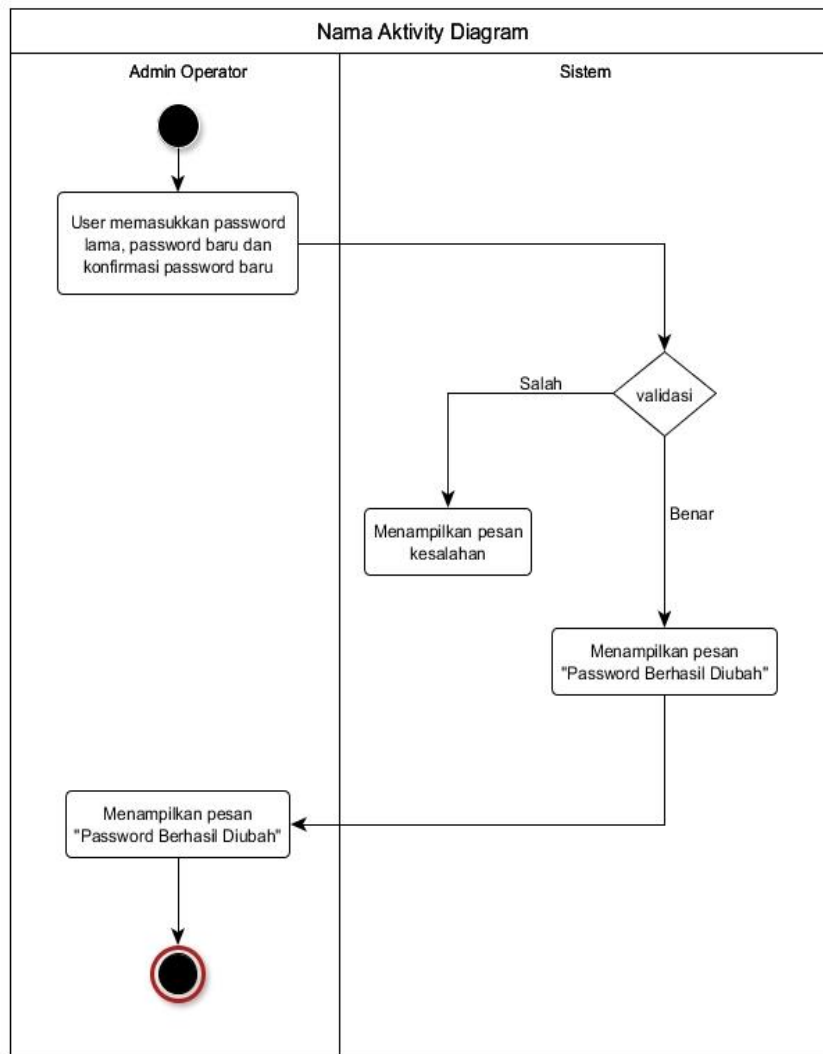 Nama Aktivity Diagram
Admin Operator
Sistem
User memasukkan password
lama, password baru dan
konfirmasi password baru
validasi
Salah
Menampilkan pesan
kesalahan
Benar
Menampilkan pesan
"Password Berhasil Diubah"
Menampilkan pesan
"Password Berhasil Diubah"